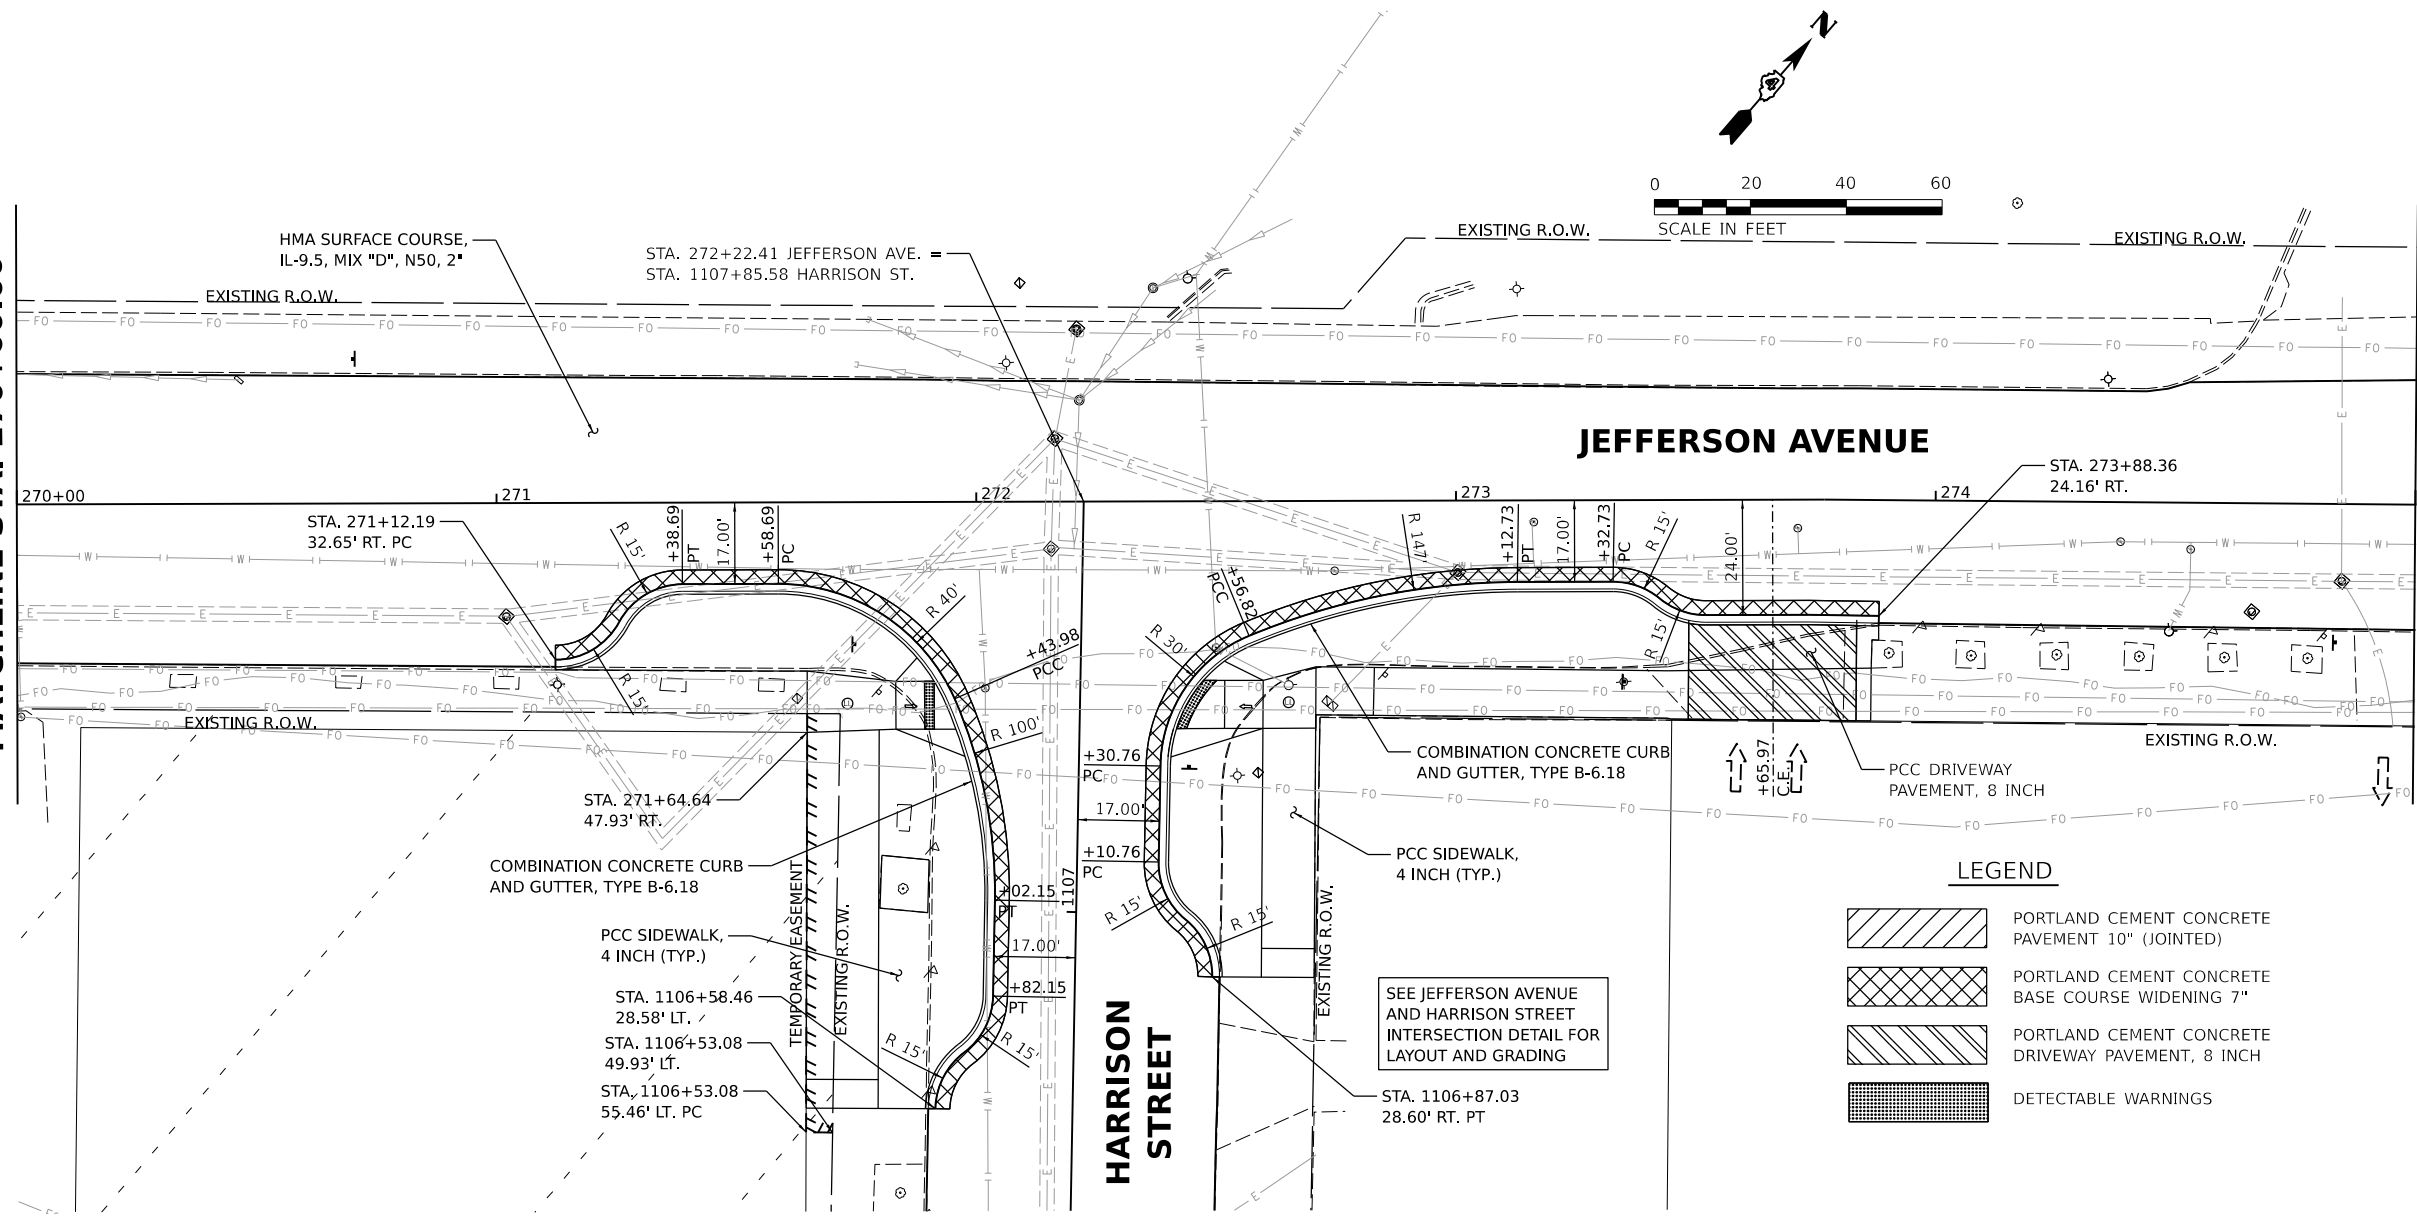 N
4
0 20 40 60
SCALE IN FEET
HMA SURFACE COURSE,
IL-9.5, MIX "D", N50, 2"
STA. 272+22.41 JEFFERSON AVE. =
STA. 1107+85.58 HARRISON ST.
EXISTING R.O.W.
EXISTING R.O.W.
EXISTING R.O.W.
JEFFERSON AVENUE
STA. 273+88.36
24.16' RT.
270+00
271
272
273
274
STA. 271+12.19
32.65' RT. PC
R 15'
+38.69
PT
17.00'
+58.69
PC
R 40'
R 15'
+43.98
PCC
R 100'
+56.82
PCC
R 30'
R 147'
+12.73
PT
17.00'
+32.73
PC
R 15'
R 15'
24.00'
EXISTING R.O.W.
EXISTING R.O.W.
STA. 271+64.64
47.93' RT.
+30.76
PC
17.00'
+10.76
PC
COMBINATION CONCRETE CURB
AND GUTTER, TYPE B-6.18
+65.97
C.E.
PCC DRIVEWAY
PAVEMENT, 8 INCH
COMBINATION CONCRETE CURB
AND GUTTER, TYPE B-6.18
PCC SIDEWALK,
4 INCH (TYP.)
+02.15
PT
1107
R 15'
R 15'
PCC SIDEWALK,
4 INCH (TYP.)
17.00'
+82.15
PT
TEMPORARY EASEMENT
EXISTING R.O.W.
EXISTING R.O.W.
STA. 1106+58.46
28.58' LT.
STA. 1106+53.08
49.93' LT.
STA. 1106+53.08
55.46' LT. PC
R 15'
R 15'
HARRISON
STREET
SEE JEFFERSON AVENUE
AND HARRISON STREET
INTERSECTION DETAIL FOR
LAYOUT AND GRADING
STA. 1106+87.03
28.60' RT. PT
LEGEND
PORTLAND CEMENT CONCRETE
PAVEMENT 10" (JOINTED)
PORTLAND CEMENT CONCRETE
BASE COURSE WIDENING 7"
PORTLAND CEMENT CONCRETE
DRIVEWAY PAVEMENT, 8 INCH
DETECTABLE WARNINGS